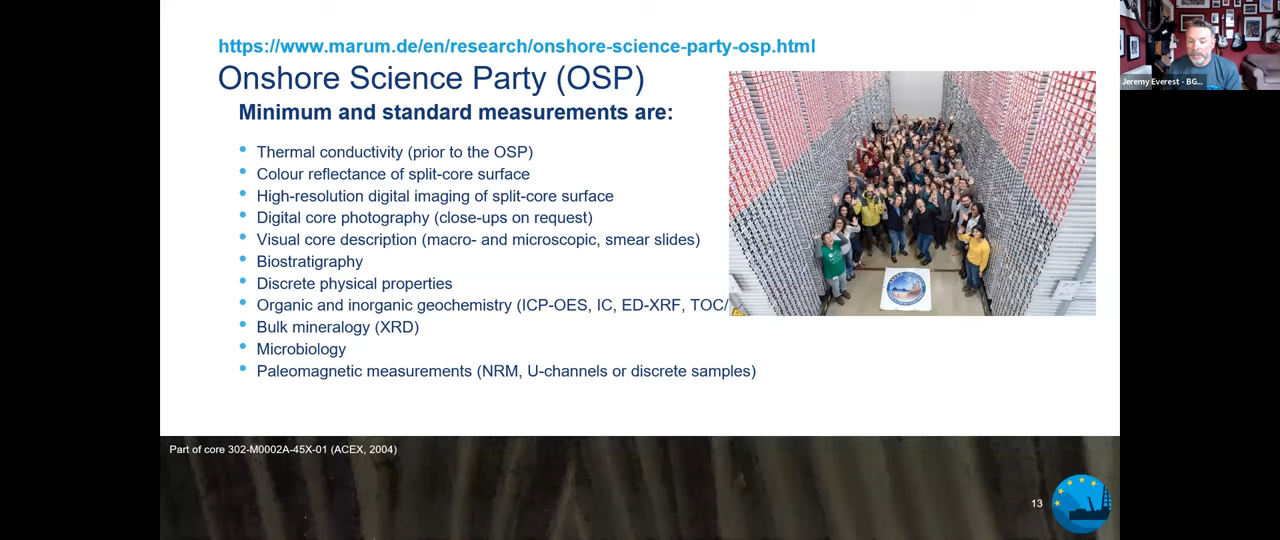 https://www.marum.de/en/research/onshore-science-party-osp.html
Onshore Science Party (OSP)
Minimum and standard measurements are:
Thermal conductivity (prior to the OSP)
Colour reflectance of split-core surface
High-resolution digital imaging of split-core surface
Digital core photography (close-ups on request)
Visual core description (macro- and microscopic, smear slides)
Biostratigraphy
Discrete physical properties
Organic and inorganic geochemistry (ICP-OES, IC, ED-XRF, TOC/
Bulk mineralogy (XRD)
Microbiology
Paleomagnetic measurements (NRM, U-channels or discrete samples)
Part of core 302-M0002A-45X-01 (ACEX, 2004)
13
Jeremy Everest - BG...